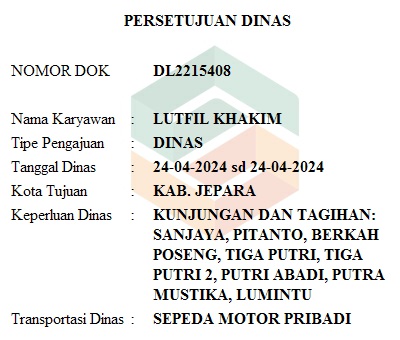 PERSETUJUAN DINAS
NOMOR DOK DL2215408
Nama Karyawan : LUTFIL KHAKIM
Tipe Pengajuan : DINAS
Tanggal Dinas : 24-04-2024 sd 24-04-2024
Kota Tujuan : KAB. JEPARA
Keperluan Dinas : KUNJUNGAN DAN TAGIHAN:
SANJAYA, PITANTO, BERKAH
POSENG, TIGA PUTRI, TIGA
PUTRI 2, PUTRI ABADI, PUTRA
MUSTIKA, LUMINTU
Transportasi Dinas : SEPEDA MOTOR PRIBADI